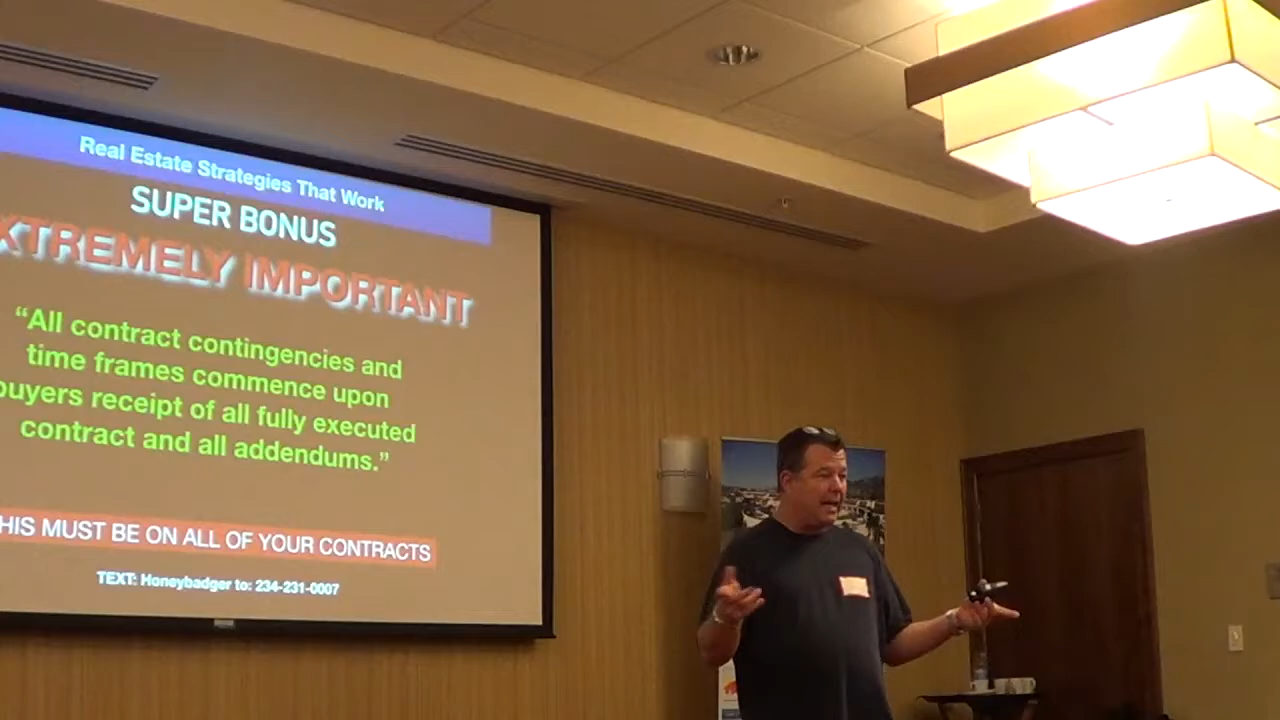 Real Estate Strategies That Work
SUPER BONUS
XTREMELY IMPORTANT
“All contract contingencies and
time frames commence upon
buyers receipt of all fully executed
contract and all addendums.”
HIS MUST BE ON ALL OF YOUR CONTRACTS
TEXT: Honeybadger to: 234-231-0007